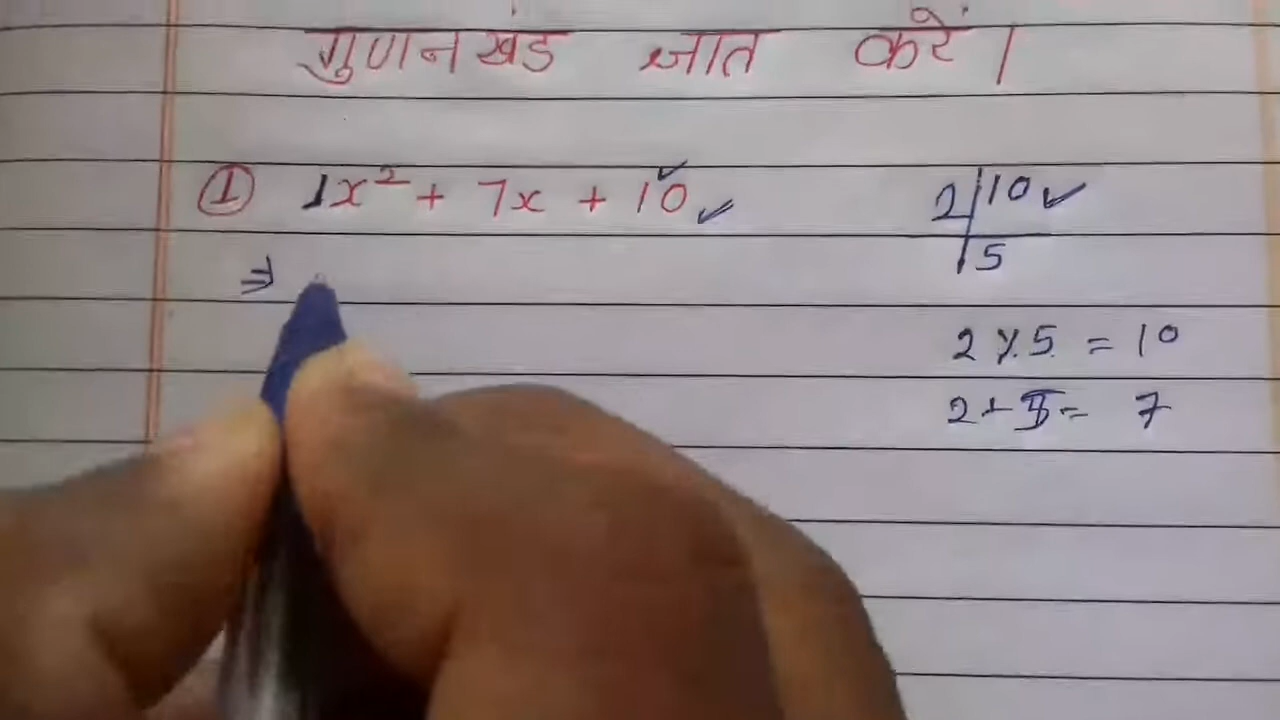 गुणनखंड ज्ञात करें।
① 1x² + 7x + 10
⇒
2 10
5
2 × 5 = 10
2 + 5 = 7